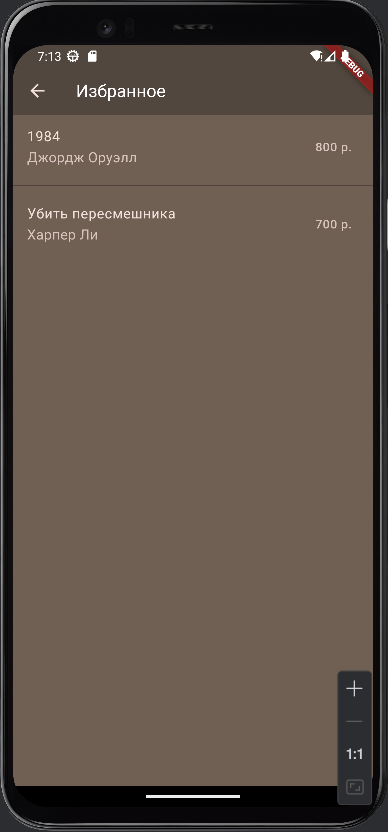 7:13
DEBUG
Избранное
1984
Джордж Оруэлл
800 р.
Убить пересмешника
Харпер Ли
700 р.
1:1